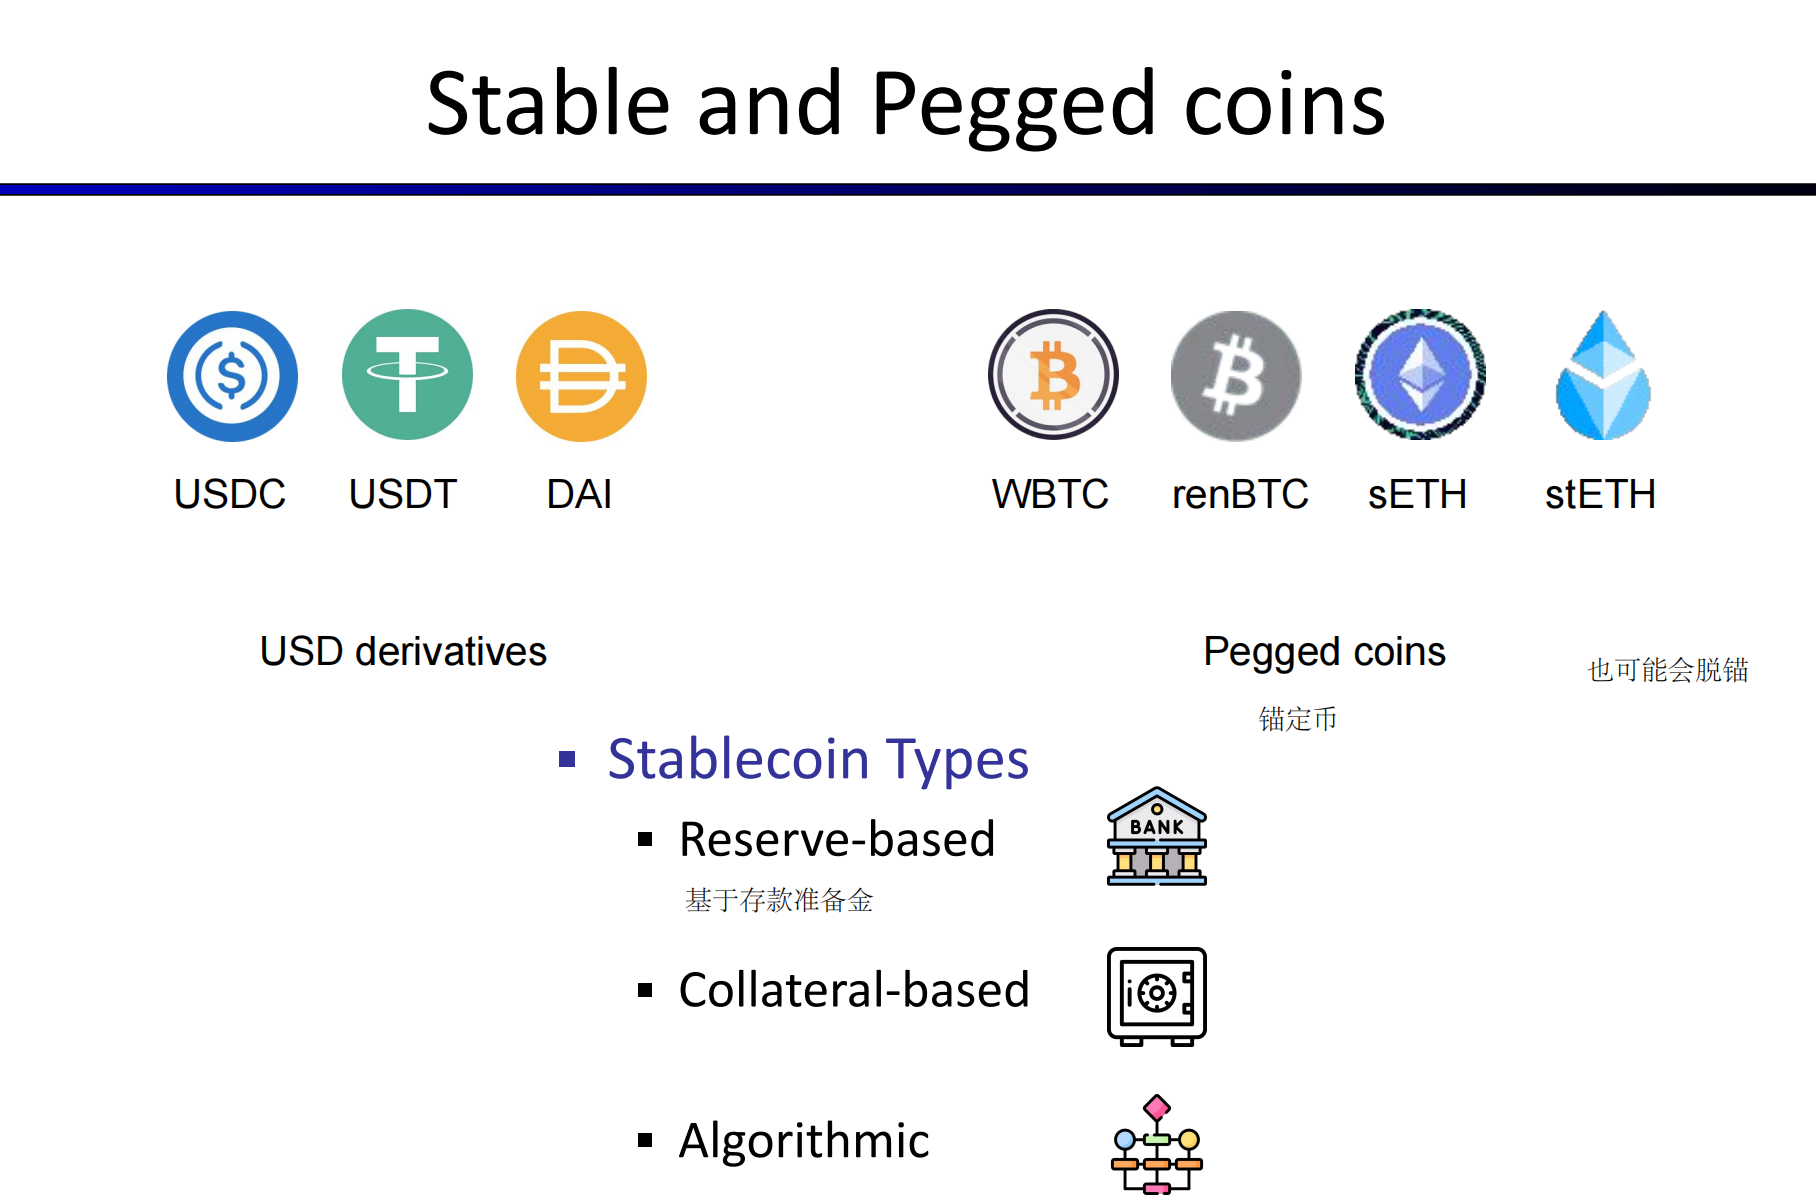 Stable and Pegged coins
USDC USDT DAI WBTC renBTC sETH stETH
USD derivatives
Pegged coins
也可能会脱锚
锚定币
Stablecoin Types
Reserve-based
BANK
基于存款准备金
Collateral-based
Algorithmic